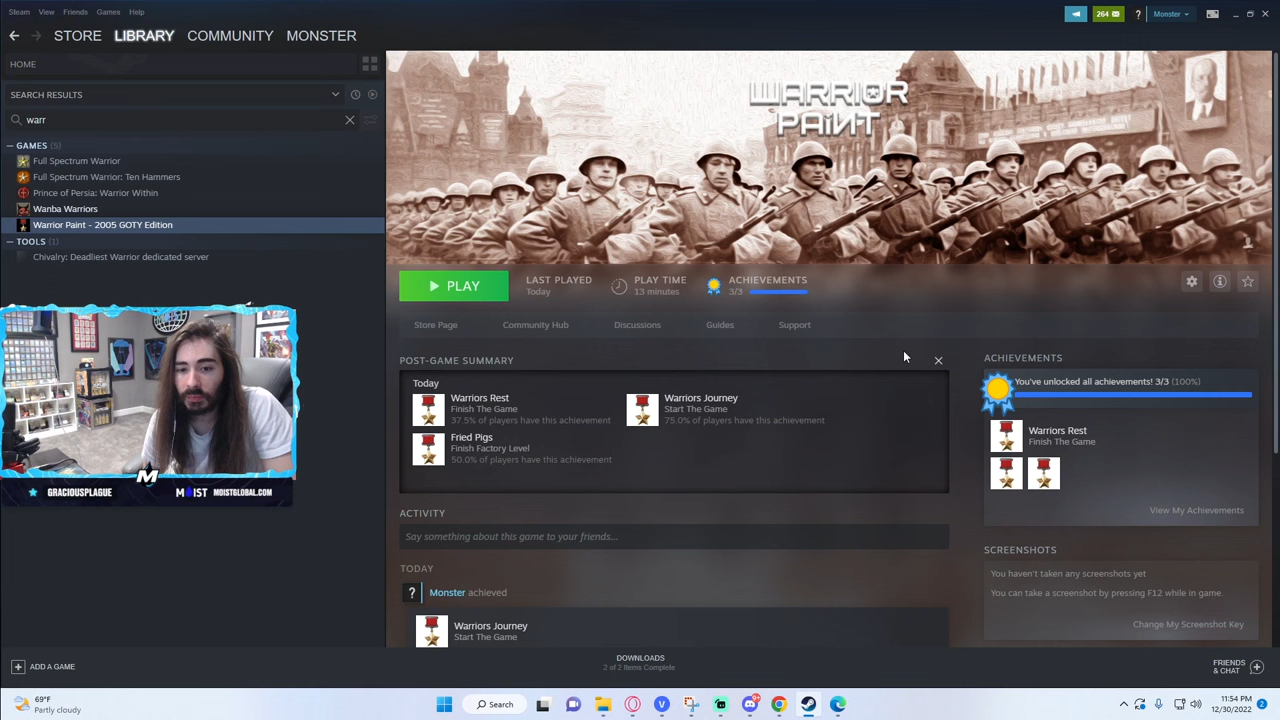 Steam View Friends Games Help
264
Monster
STORE LIBRARY COMMUNITY MONSTER
HOME
SEARCH RESULTS
warr
GAMES (5)
Full Spectrum Warrior
Full Spectrum Warrior: Ten Hammers
Prince of Persia: Warrior Within
Wanba Warriors
Warrior Paint - 2005 GOTY Edition
TOOLS (1)
Chivalry: Deadliest Warrior dedicated server
WARRIOR
PAINT
PLAY
LAST PLAYED
Today
PLAY TIME
13 minutes
ACHIEVEMENTS
3/3
Store Page Community Hub Discussions Guides Support
POST-GAME SUMMARY
Today
Warriors Rest
Finish The Game
37.5% of players have this achievement
Warriors Journey
Start The Game
75.0% of players have this achievement
Fried Pigs
Finish Factory Level
50.0% of players have this achievement
ACHIEVEMENTS
You've unlocked all achievements! 3/3 (100%)
Warriors Rest
Finish The Game
View My Achievements
ACTIVITY
Say something about this game to your friends...
TODAY
? Monster achieved
Warriors Journey
Start The Game
SCREENSHOTS
You haven't taken any screenshots yet
You can take a screenshot by pressing F12 while in game.
Change My Screenshot Key
M
GRACIOUSPLAGUE MOIST MOISTGLOBAL.COM
ADD A GAME
DOWNLOADS
2 of 2 Items Complete
FRIENDS
& CHAT
69°F
Partly cloudy
Search
9+
11:54 PM
12/30/2022
2